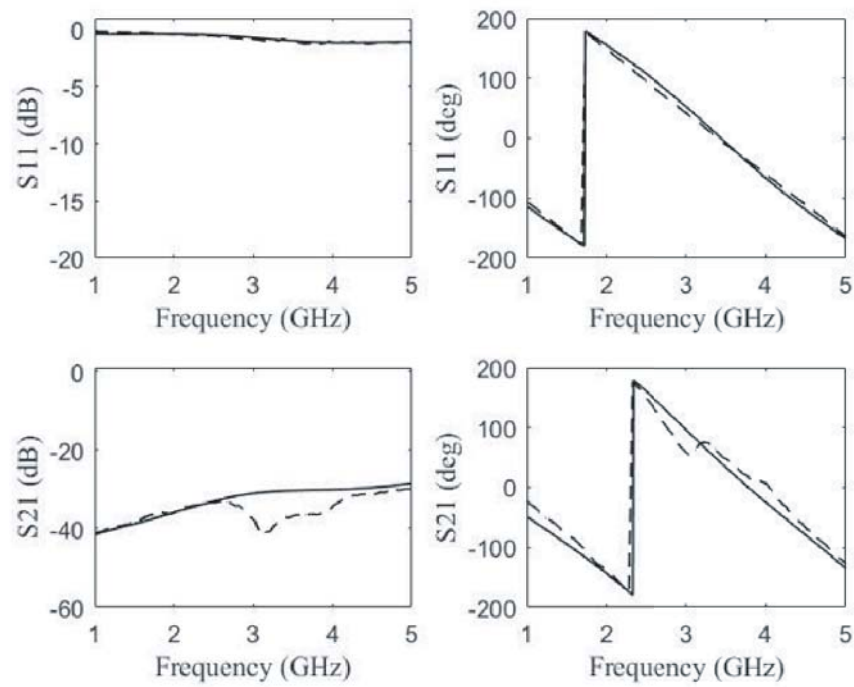 0
-5
-10
-15
-20
S11 (dB)
1 2 3 4 5
Frequency (GHz)
200
100
0
-100
-200
S11 (deg)
1 2 3 4 5
Frequency (GHz)
0
-20
-40
-60
S21 (dB)
1 2 3 4 5
Frequency (GHz)
200
100
0
-100
-200
S21 (deg)
1 2 3 4 5
Frequency (GHz)